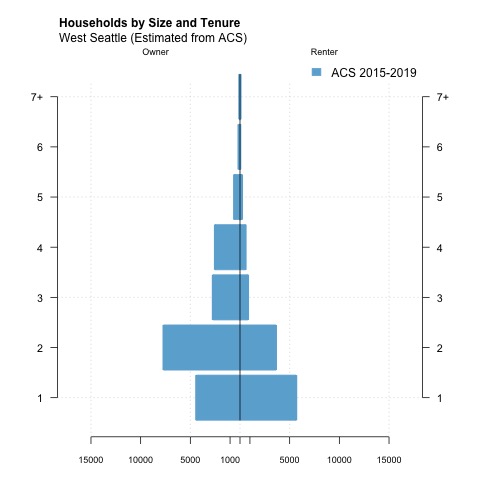 Households by Size and Tenure
West Seattle (Estimated from ACS)
Owner Renter
ACS 2015-2019
7+ 7+
6 6
5 5
4 4
3 3
2 2
1 1
15000 10000 5000 1000 5000 10000 15000